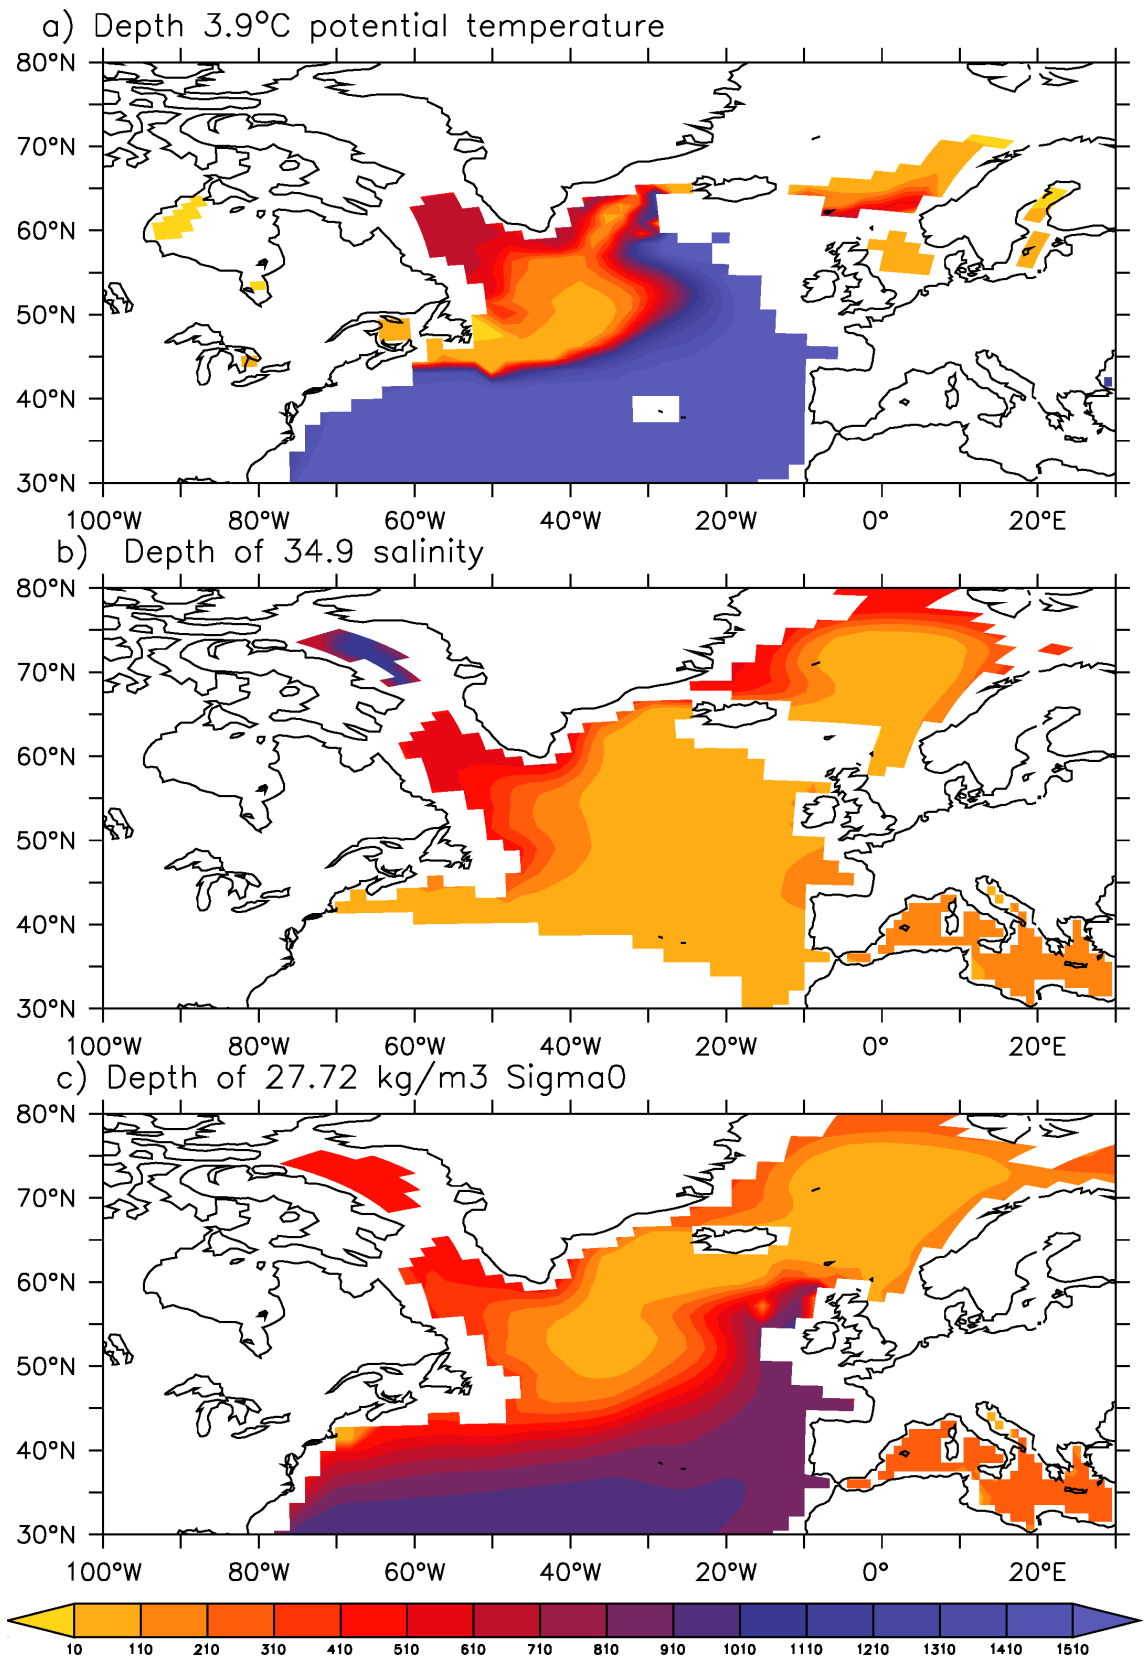 a) Depth 3.9°C potential temperature
80°N
70°N
60°N
50°N
40°N
30°N
100°W 80°W 60°W 40°W 20°W 0° 20°E
b) Depth of 34.9 salinity
80°N
70°N
60°N
50°N
40°N
30°N
100°W 80°W 60°W 40°W 20°W 0° 20°E
c) Depth of 27.72 kg/m3 Sigma0
80°N
70°N
60°N
50°N
40°N
30°N
100°W 80°W 60°W 40°W 20°W 0° 20°E
10 110 210 310 410 510 610 710 810 910 1010 1110 1210 1310 1410 1510